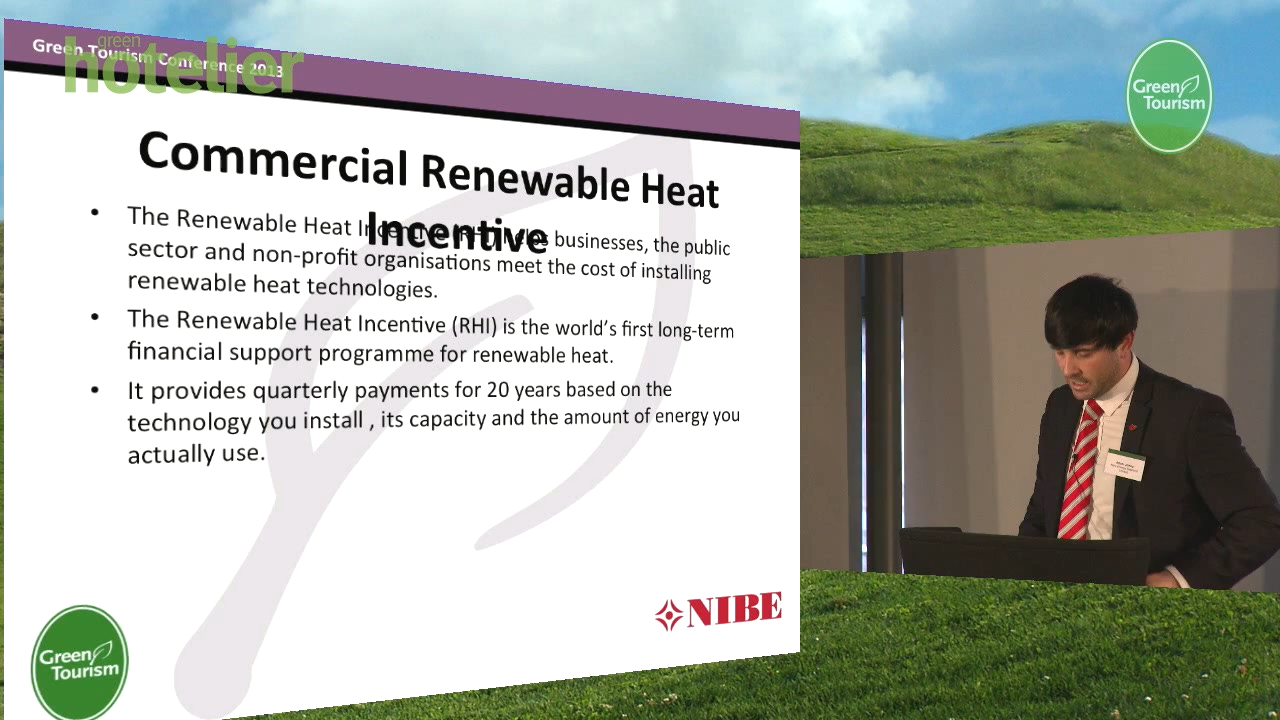 green
hotelier
Green Tourism Conference 2013
Green
Tourism
Commercial Renewable Heat
Incentive
• The Renewable Heat Incentive (RHI) helps businesses, the public
sector and non-profit organisations meet the cost of installing
renewable heat technologies.
• The Renewable Heat Incentive (RHI) is the world's first long-term
financial support programme for renewable heat.
• It provides quarterly payments for 20 years based on the
technology you install , its capacity and the amount of energy you
actually use.
NIBE
Green
Tourism